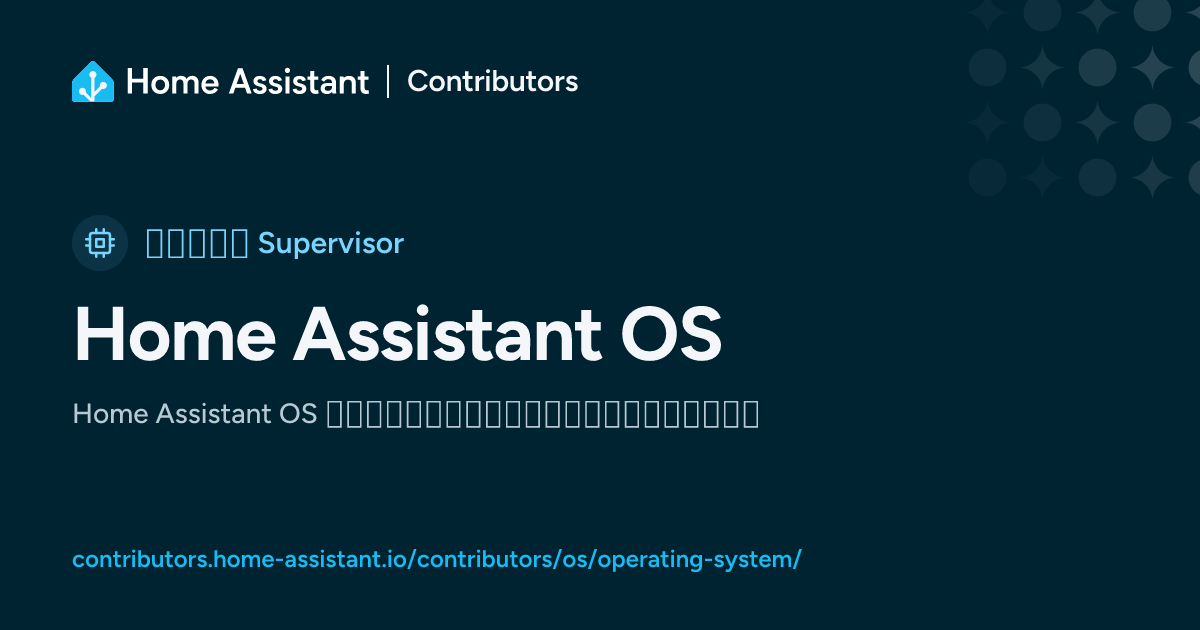 Home Assistant | Contributors
Supervisor
Home Assistant OS
Home Assistant OS
contributors.home-assistant.io/contributors/os/operating-system/